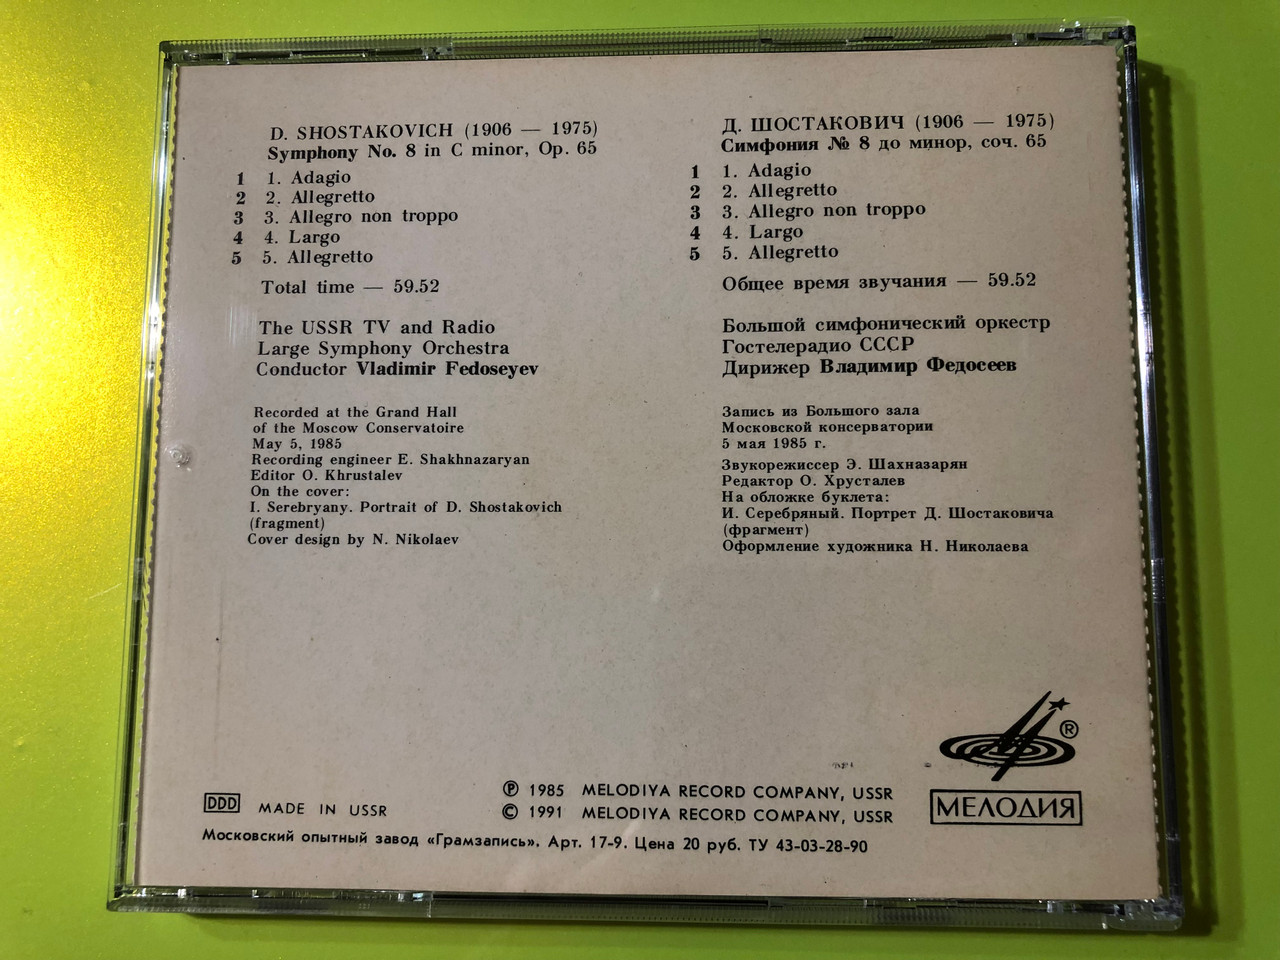 D. SHOSTAKOVICH (1906 — 1975)
Symphony No. 8 in C minor, Op. 65
1 1. Adagio
2 2. Allegretto
3 3. Allegro non troppo
4 4. Largo
5 5. Allegretto
Total time — 59.52
The USSR TV and Radio
Large Symphony Orchestra
Conductor Vladimir Fedoseyev
Recorded at the Grand Hall
of the Moscow Conservatoire
May 5, 1985
Recording engineer E. Shakhnazaryan
Editor O. Khrustalev
On the cover:
I. Serebryany. Portrait of D. Shostakovich
(fragment)
Cover design by N. Nikolaev
Д. ШОСТАКОВИЧ (1906 — 1975)
Симфония № 8 до минор, соч. 65
1 1. Adagio
2 2. Allegretto
3 3. Allegro non troppo
4 4. Largo
5 5. Allegretto
Общее время звучания — 59.52
Большой симфонический оркестр
Гостелерадио СССР
Дирижер Владимир Федосеев
Запись из Большого зала
Московской консерватории
5 мая 1985 г.
Звукорежиссер Э. Шахназарян
Редактор О. Хрусталев
На обложке буклета:
И. Серебряный. Портрет Д. Шостаковича
(фрагмент)
Оформление художника Н. Николаева
®
МЕЛОДИЯ
DDD MADE IN USSR
℗ 1985 MELODIYA RECORD COMPANY, USSR
© 1991 MELODIYA RECORD COMPANY, USSR
Московский опытный завод «Грамзапись». Арт. 17-9. Цена 20 руб. ТУ 43-03-28-90